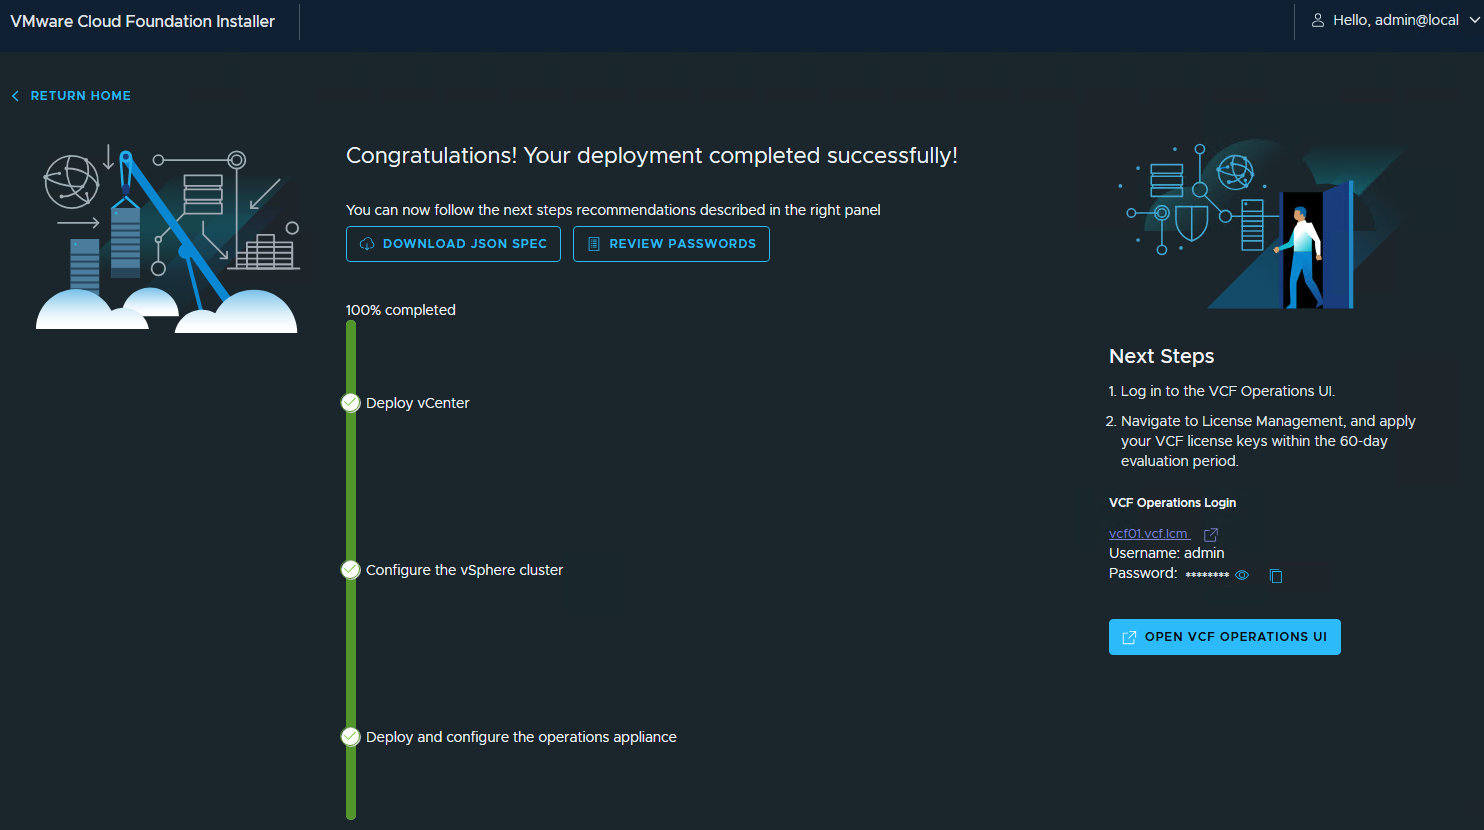 VMware Cloud Foundation Installer
Hello, admin@local
RETURN HOME
Congratulations! Your deployment completed successfully!
You can now follow the next steps recommendations described in the right panel
DOWNLOAD JSON SPEC
REVIEW PASSWORDS
100% completed
Deploy vCenter
Configure the vSphere cluster
Deploy and configure the operations appliance
Next Steps
1. Log in to the VCF Operations UI.
2. Navigate to License Management, and apply
your VCF license keys within the 60-day
evaluation period.
VCF Operations Login
vcf01.vcf.lcm
Username: admin
Password: ********
OPEN VCF OPERATIONS UI